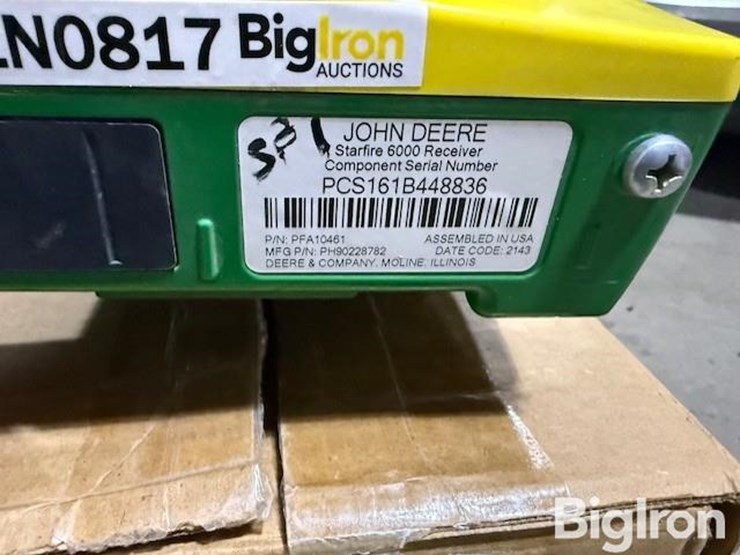 N0817 BigIron
AUCTIONS
JOHN DEERE
Starfire 6000 Receiver
Component Serial Number
PCS161B448836
P/N: PFA10461 ASSEMBLED IN USA
MFG P/N: PH90228782 DATE CODE: 2143
DEERE & COMPANY, MOLINE, ILLINOIS
BigIron